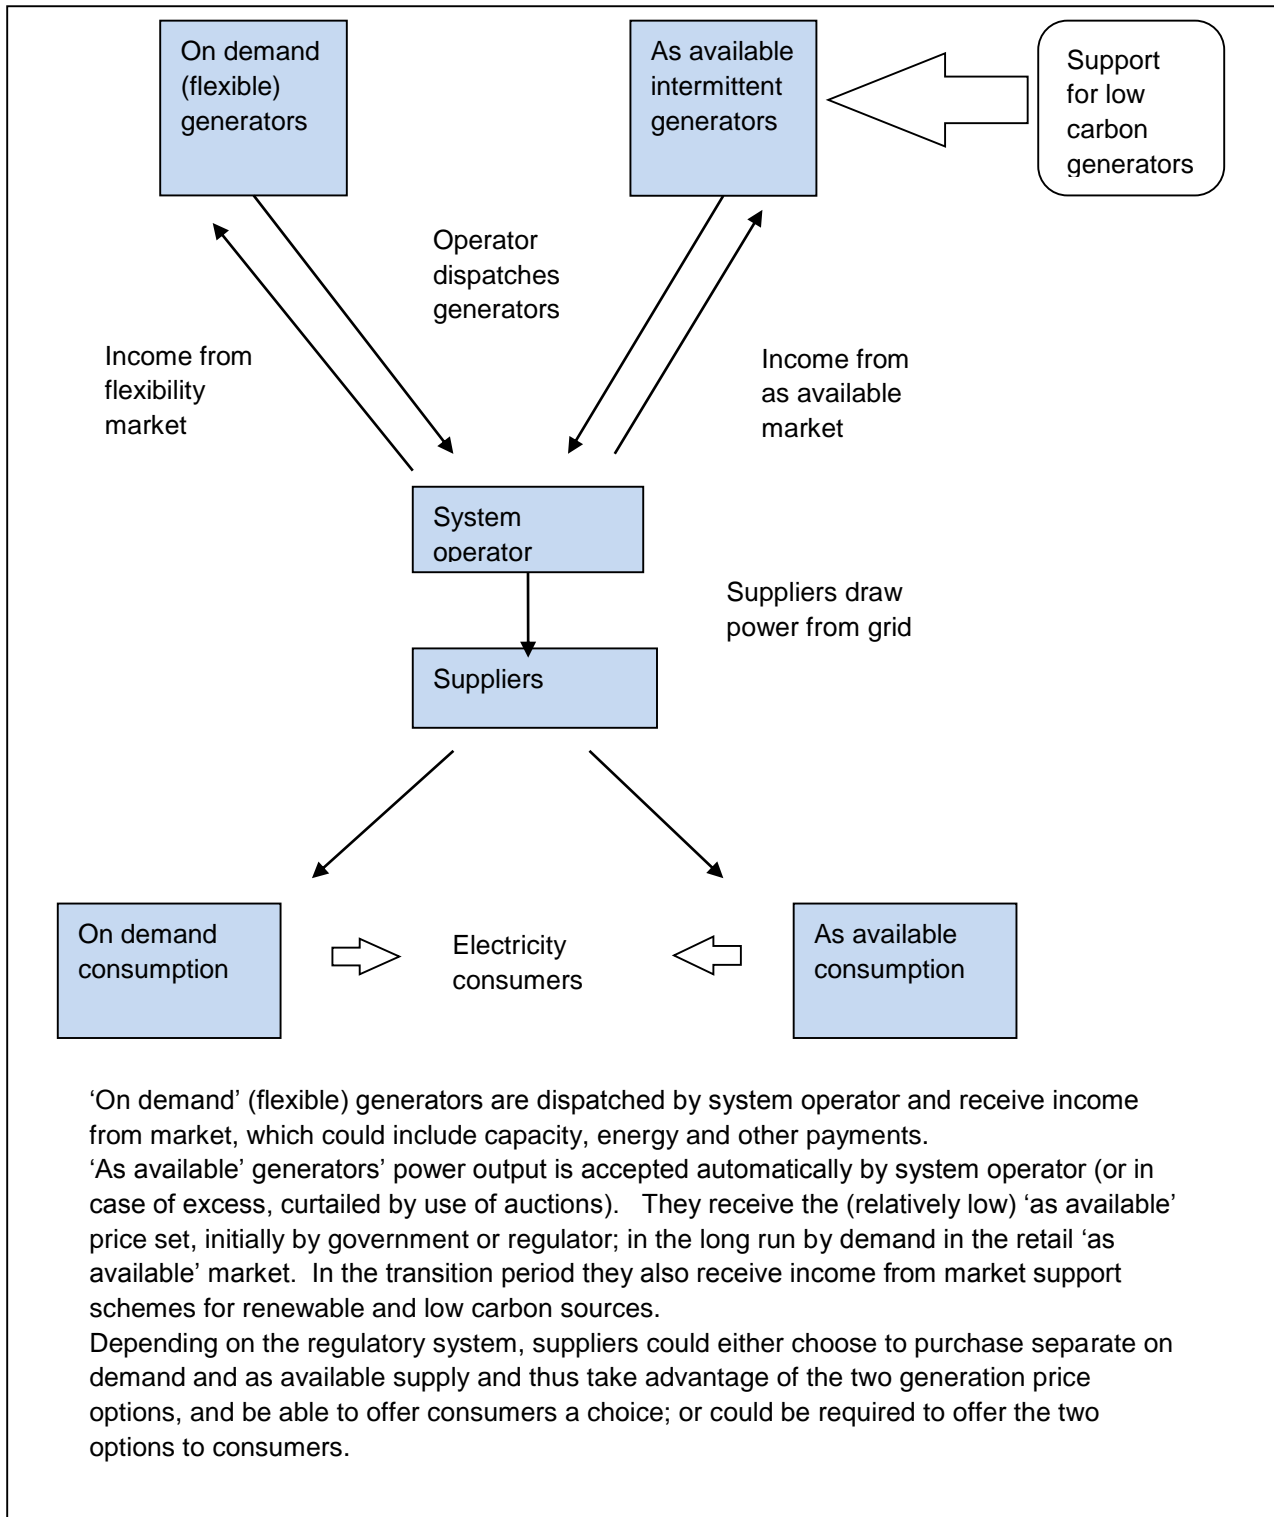 On demand
(flexible)
generators
As available
intermittent
generators
Support
for low
carbon
generators
Operator
dispatches
generators
Income from
flexibility
market
Income from
as available
market
System
operator
Suppliers draw
power from grid
Suppliers
On demand
consumption
Electricity
consumers
As available
consumption
‘On demand’ (flexible) generators are dispatched by system operator and receive income
from market, which could include capacity, energy and other payments.
‘As available’ generators’ power output is accepted automatically by system operator (or in
case of excess, curtailed by use of auctions).   They receive the (relatively low) ‘as available’
price set, initially by government or regulator; in the long run by demand in the retail ‘as
available’ market.  In the transition period they also receive income from market support
schemes for renewable and low carbon sources.
Depending on the regulatory system, suppliers could either choose to purchase separate on
demand and as available supply and thus take advantage of the two generation price
options, and be able to offer consumers a choice; or could be required to offer the two
options to consumers.